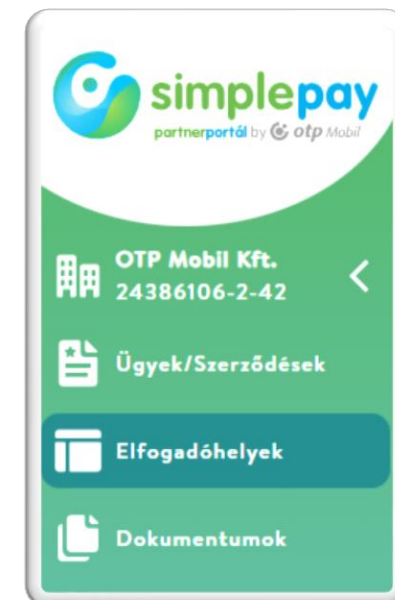 simplepay
partnerportál by otp Mobil
OTP Mobil Kft.
24386106-2-42
Ügyek/Szerződések
Elfogadóhelyek
Dokumentumok